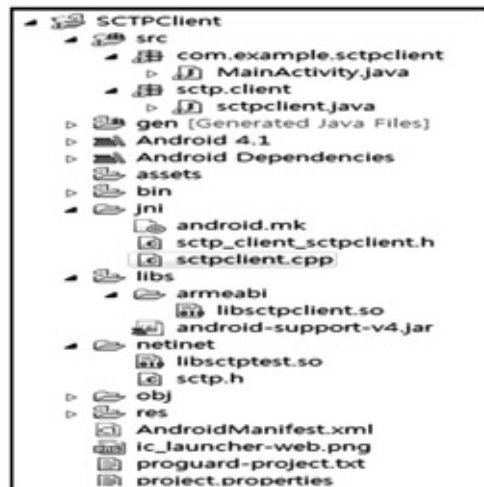 SCTPClient
src
com.example.sctpclient
MainActivity.java
sctp.client
sctpclient.java
gen [Generated Java Files]
Android 4.1
Android Dependencies
assets
bin
jni
android.mk
sctp_client_sctpclient.h
sctpclient.cpp
libs
armeabi
libsctpclient.so
android-support-v4.jar
netinet
libsctptest.so
sctp.h
obj
res
AndroidManifest.xml
ic_launcher-web.png
proguard-project.txt
project.properties